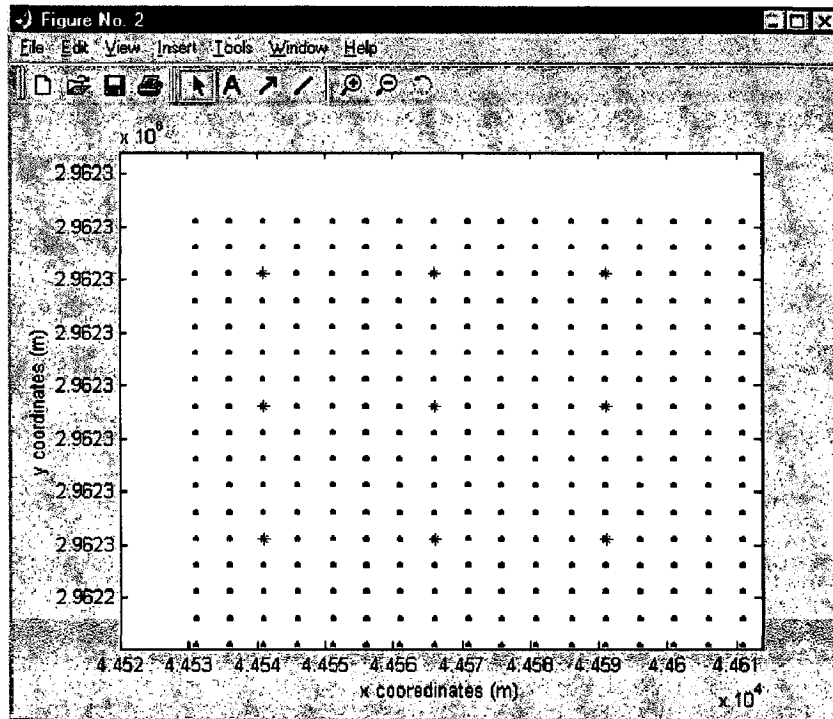 Figure No. 2
File Edit View Insert Tools Window Help
x 10^6
2.9623
2.9623
2.9623
2.9623
2.9623
2.9623
2.9623
2.9623
2.9622
y coordinates (m)
4.452 4.453 4.454 4.455 4.456 4.457 4.458 4.459 4.46 4.461
x cooredinates (m)
x 10^4